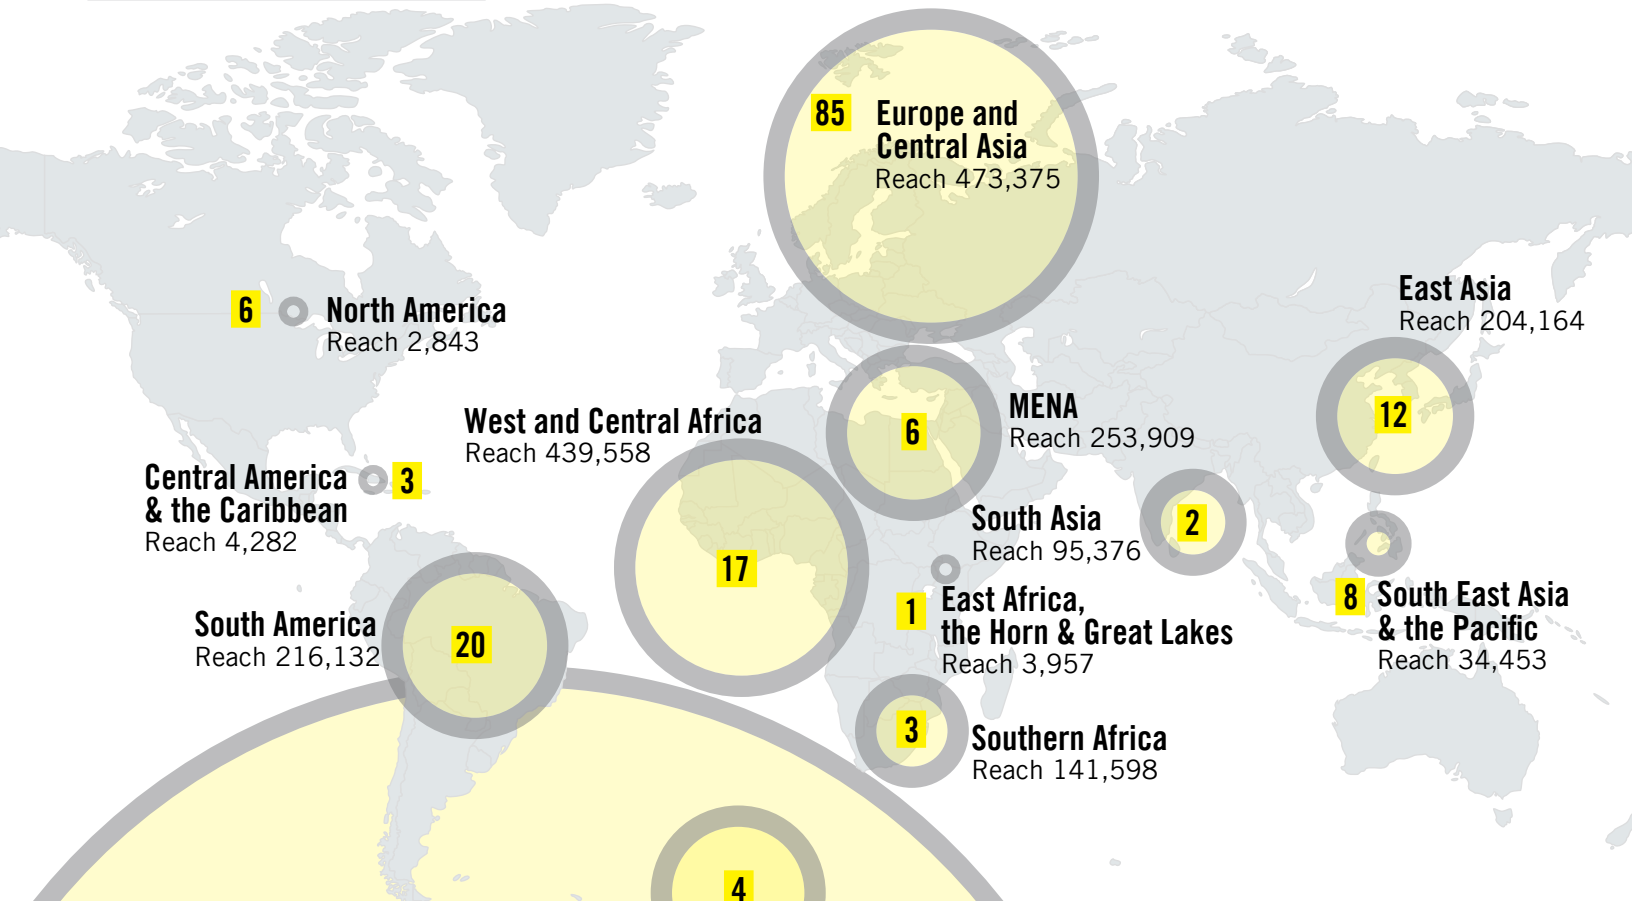 85
Europe and
Central Asia
Reach 473,375
6
North America
Reach 2,843
East Asia
Reach 204,164
12
West and Central Africa
Reach 439,558
17
6
MENA
Reach 253,909
Central America
& the Caribbean
Reach 4,282
3
South Asia
Reach 95,376
2
1
East Africa,
the Horn & Great Lakes
Reach 3,957
8
South East Asia
& the Pacific
Reach 34,453
South America
Reach 216,132
20
3
Southern Africa
Reach 141,598
4